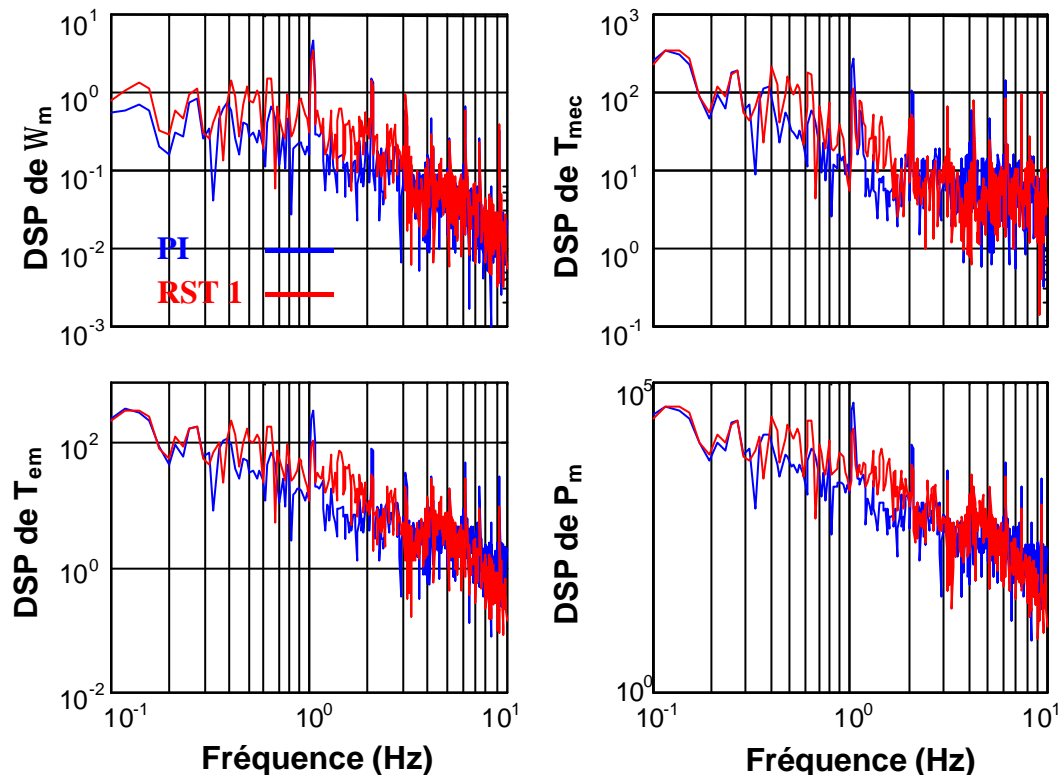 10^1
10^0
10^-1
10^-2
10^-3
DSP de W_m
PI
RST 1
10^3
10^2
10^1
10^0
10^-1
DSP de T_mec
10^2
10^0
10^-2
DSP de T_em
10^-1
10^0
10^1
Fréquence (Hz)
10^5
10^0
DSP de P_m
10^-1
10^0
10^1
Fréquence (Hz)